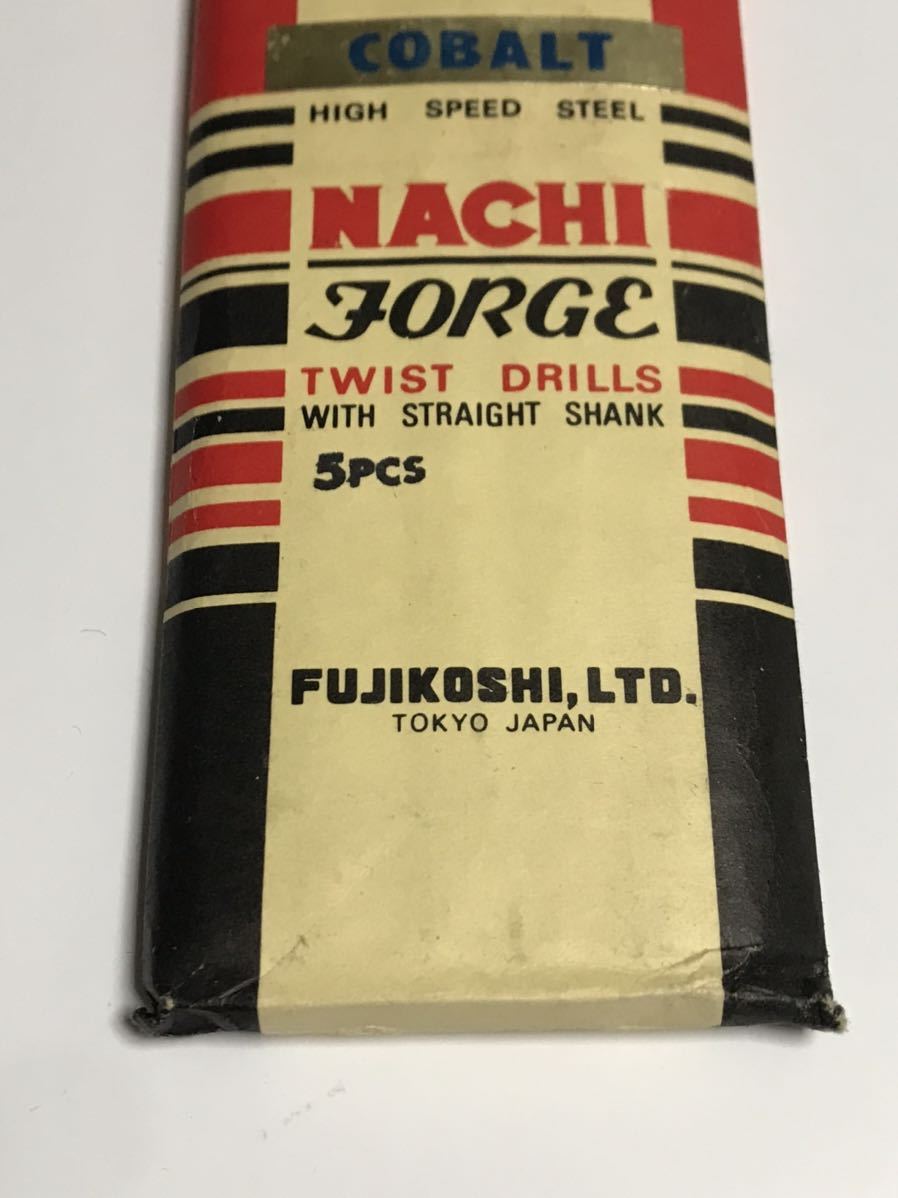 COBALT
HIGH SPEED STEEL
NACHI
FORGE
TWIST DRILLS
WITH STRAIGHT SHANK
5PCS
FUJIKOSHI, LTD.
TOKYO JAPAN